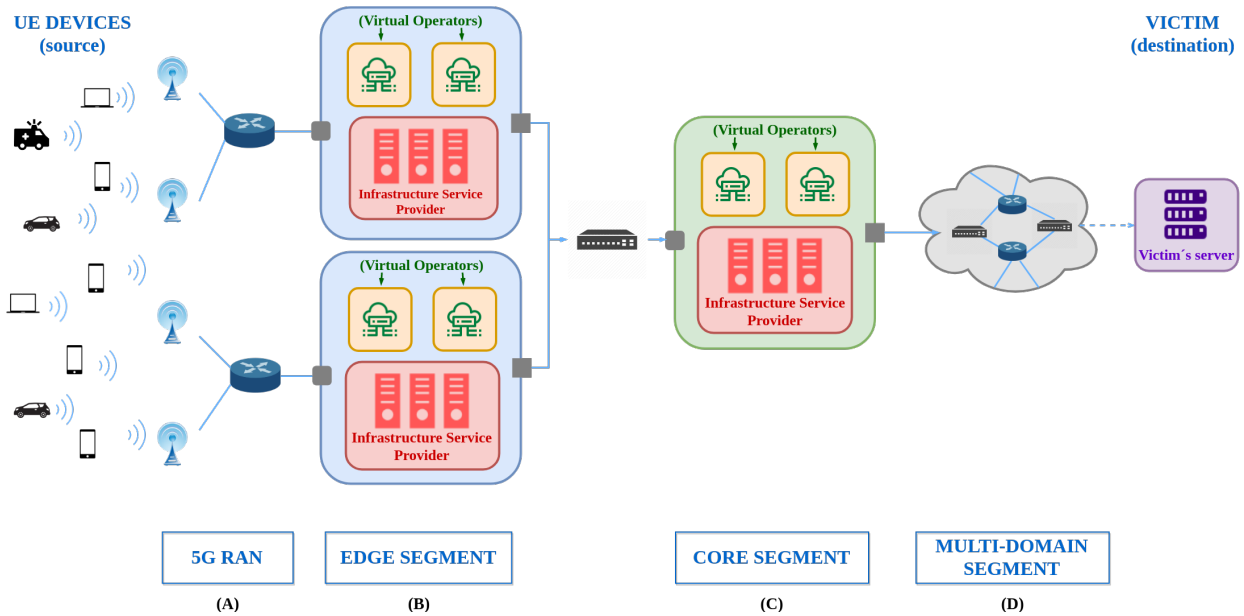 UE DEVICES
(source)
VICTIM
(destination)
(Virtual Operators)
Infrastructure Service
Provider
(Virtual Operators)
Infrastructure Service
Provider
(Virtual Operators)
Infrastructure Service
Provider
Victim´s server
5G RAN
EDGE SEGMENT
CORE SEGMENT
MULTI-DOMAIN
SEGMENT
(A)
(B)
(C)
(D)